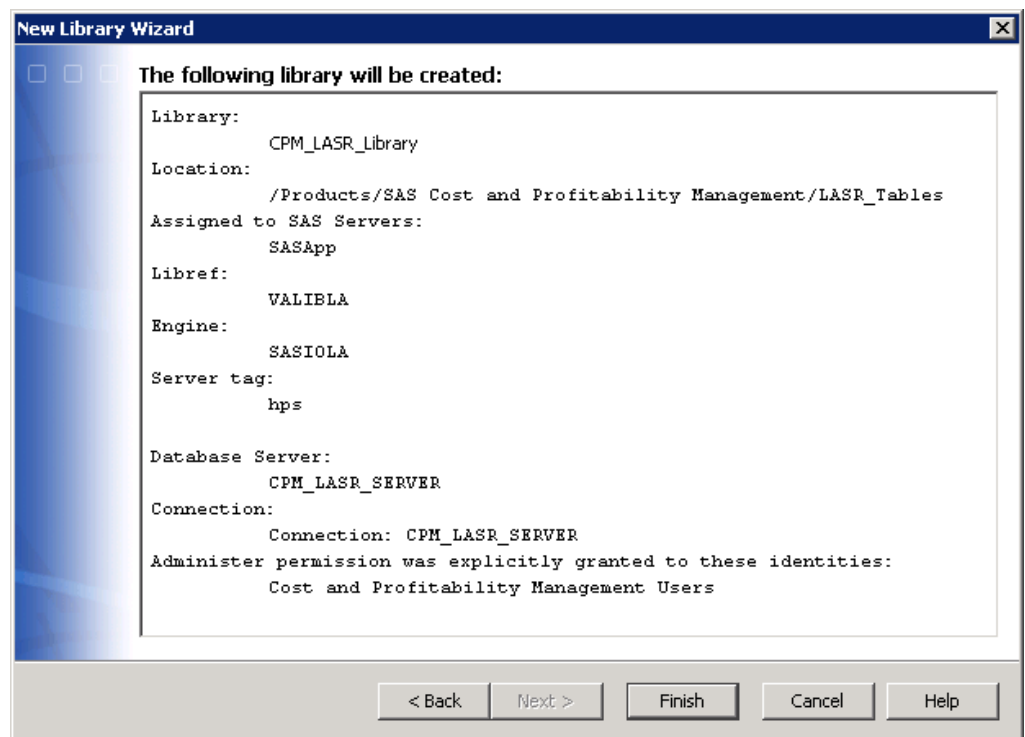 New Library Wizard
The following library will be created:
Library:
CPM_LASR_Library
Location:
/Products/SAS Cost and Profitability Management/LASR_Tables
Assigned to SAS Servers:
SASApp
Libref:
VALIBLA
Engine:
SASIOLA
Server tag:
hps
Database Server:
CPM_LASR_SERVER
Connection:
Connection: CPM_LASR_SERVER
Administer permission was explicitly granted to these identities:
Cost and Profitability Management Users
< Back Next > Finish Cancel Help